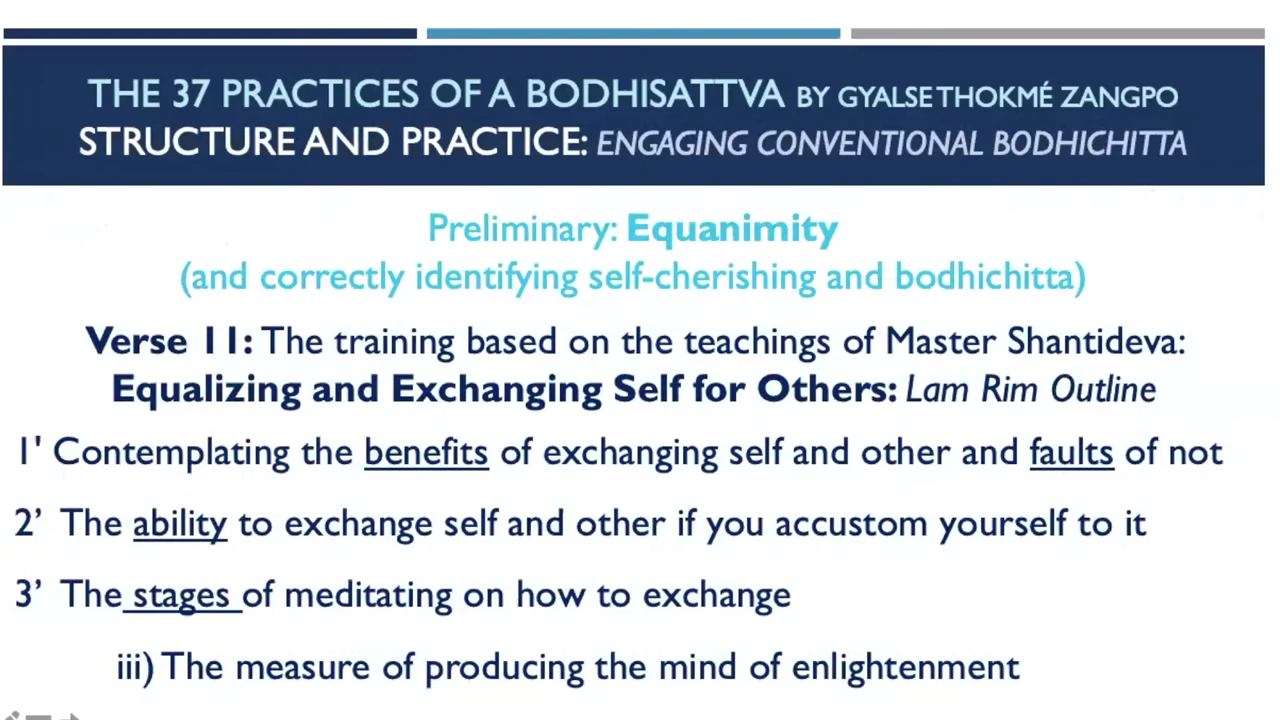 THE 37 PRACTICES OF A BODHISATTVA BY GYALSE THOKMÉ ZANGPO
STRUCTURE AND PRACTICE: ENGAGING CONVENTIONAL BODHICHITTA
Preliminary: Equanimity
(and correctly identifying self-cherishing and bodhichitta)
Verse 11: The training based on the teachings of Master Shantideva:
Equalizing and Exchanging Self for Others: Lam Rim Outline
1' Contemplating the benefits of exchanging self and other and faults of not
2’ The ability to exchange self and other if you accustom yourself to it
3’ The stages of meditating on how to exchange
iii) The measure of producing the mind of enlightenment